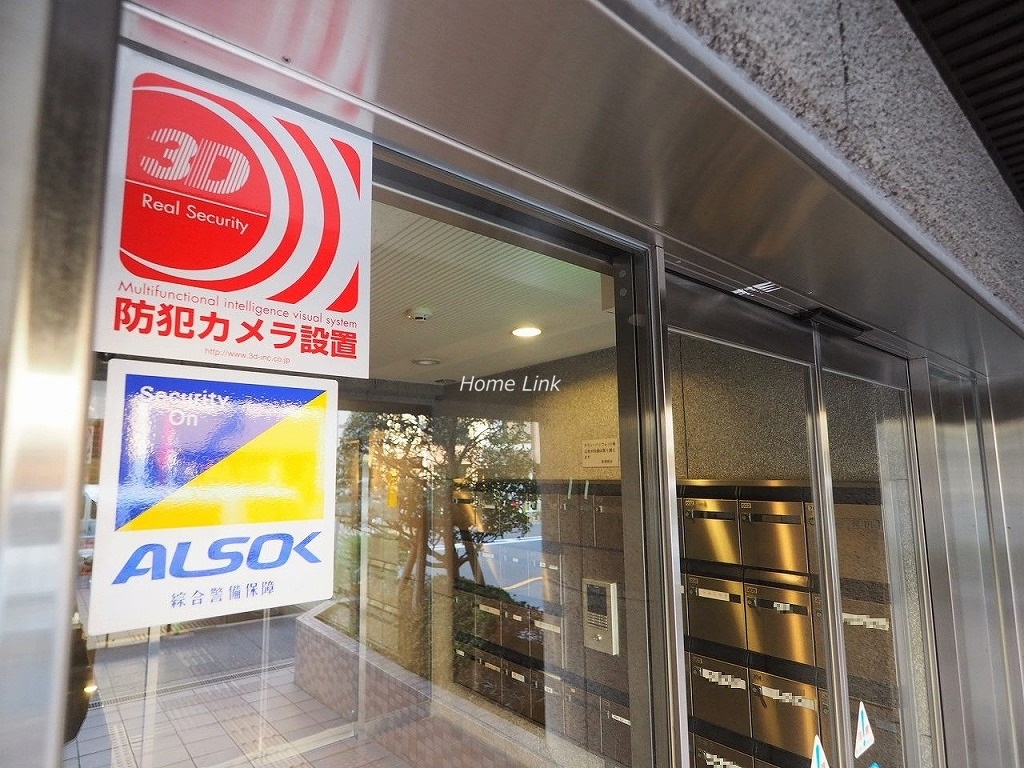 3D
Real Security
Multifunctional intelligence visual system
防犯カメラ設置
http://www.3d-inc.co.jp
Security
On
ALSOK
綜合警備保障
Home Link